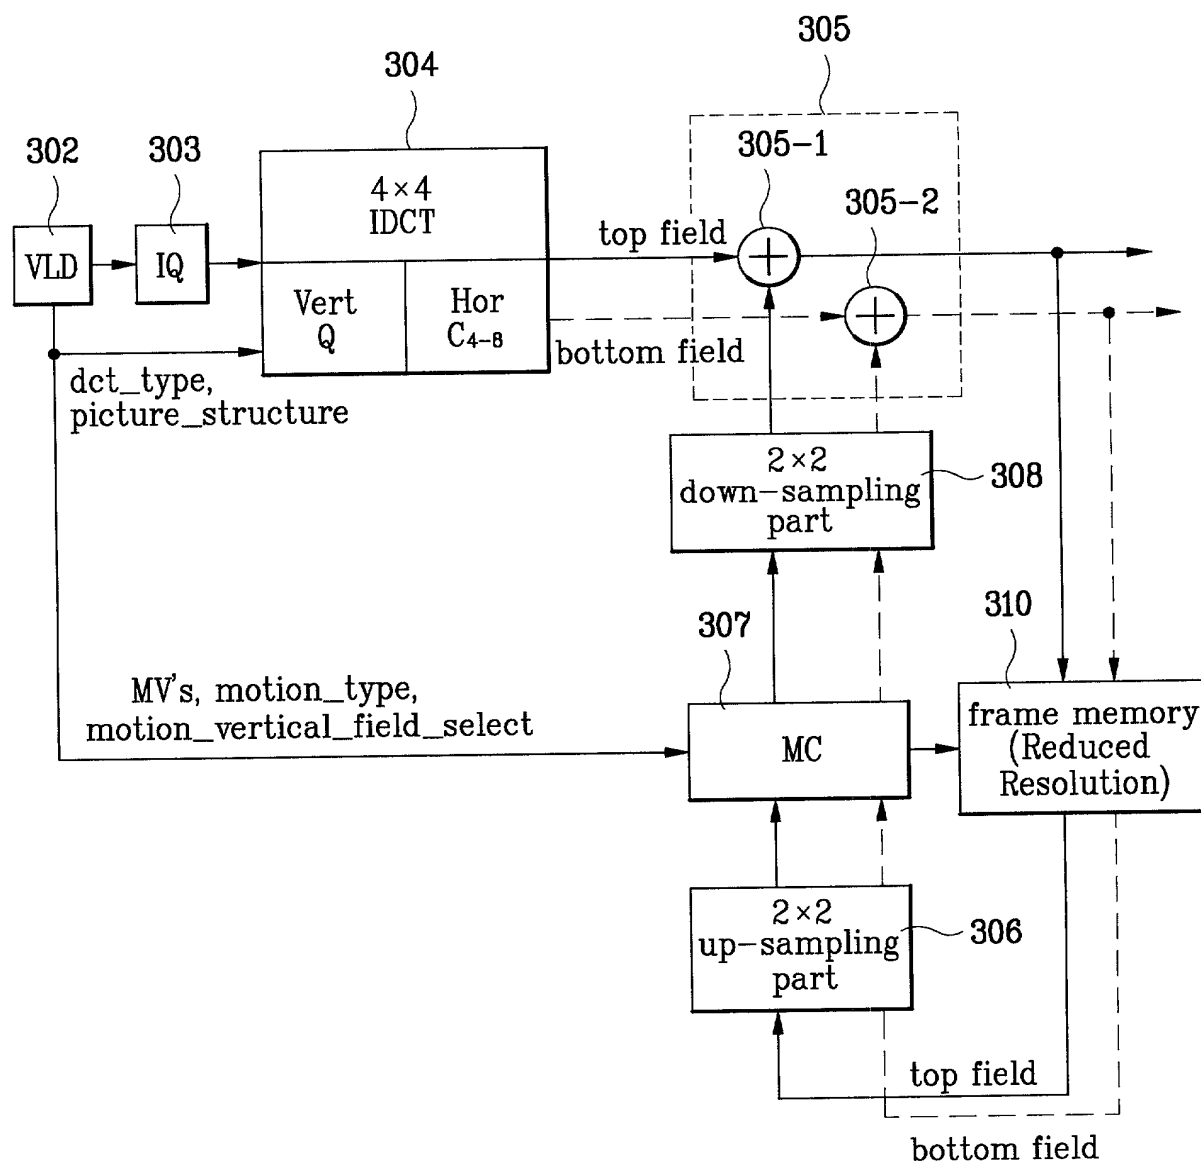 305
304
302
303
305-1
4×4
IDCT
305-2
top field
VLD
IQ
Vert
Q
Hor
C4-8
bottom field
dct_type,
picture_structure
2×2
down-sampling
part
308
307
310
MV's, motion_type,
motion_vertical_field_select
MC
frame memory
(Reduced
Resolution)
2×2
up-sampling
part
306
top field
bottom field